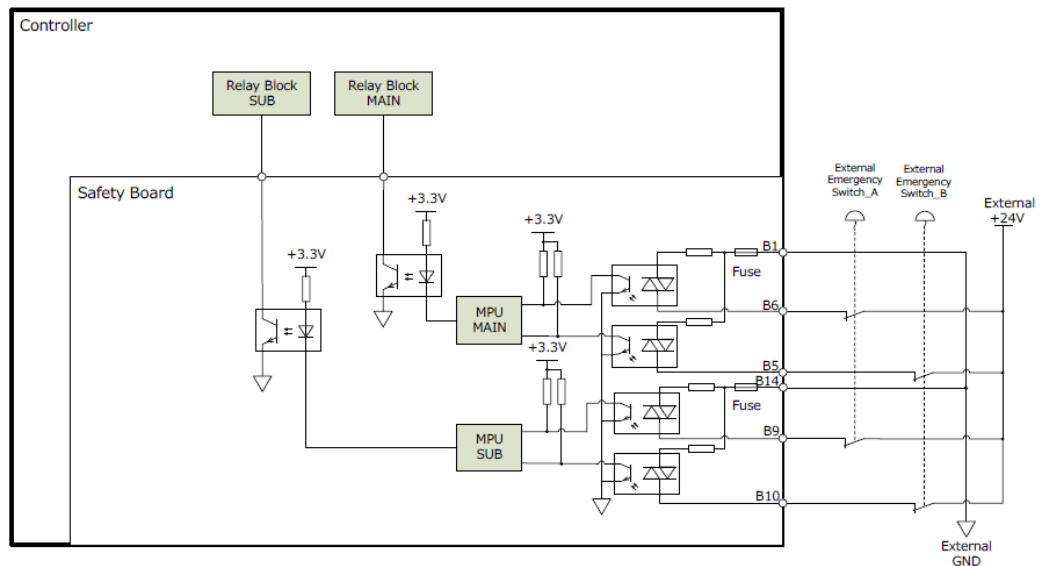 Controller
Relay Block
SUB
Relay Block
MAIN
Safety Board
+3.3V
+3.3V
+3.3V
+3.3V
MPU
MAIN
MPU
SUB
Fuse
Fuse
B1
B6
B5
B14
B9
B10
External
Emergency
Switch_A
External
Emergency
Switch_B
External
+24V
External
GND